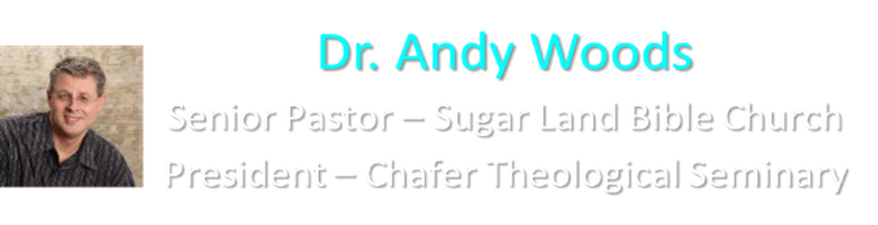 Dr. Andy Woods
Senior Pastor – Sugar Land Bible Church
President – Chafer Theological Seminary